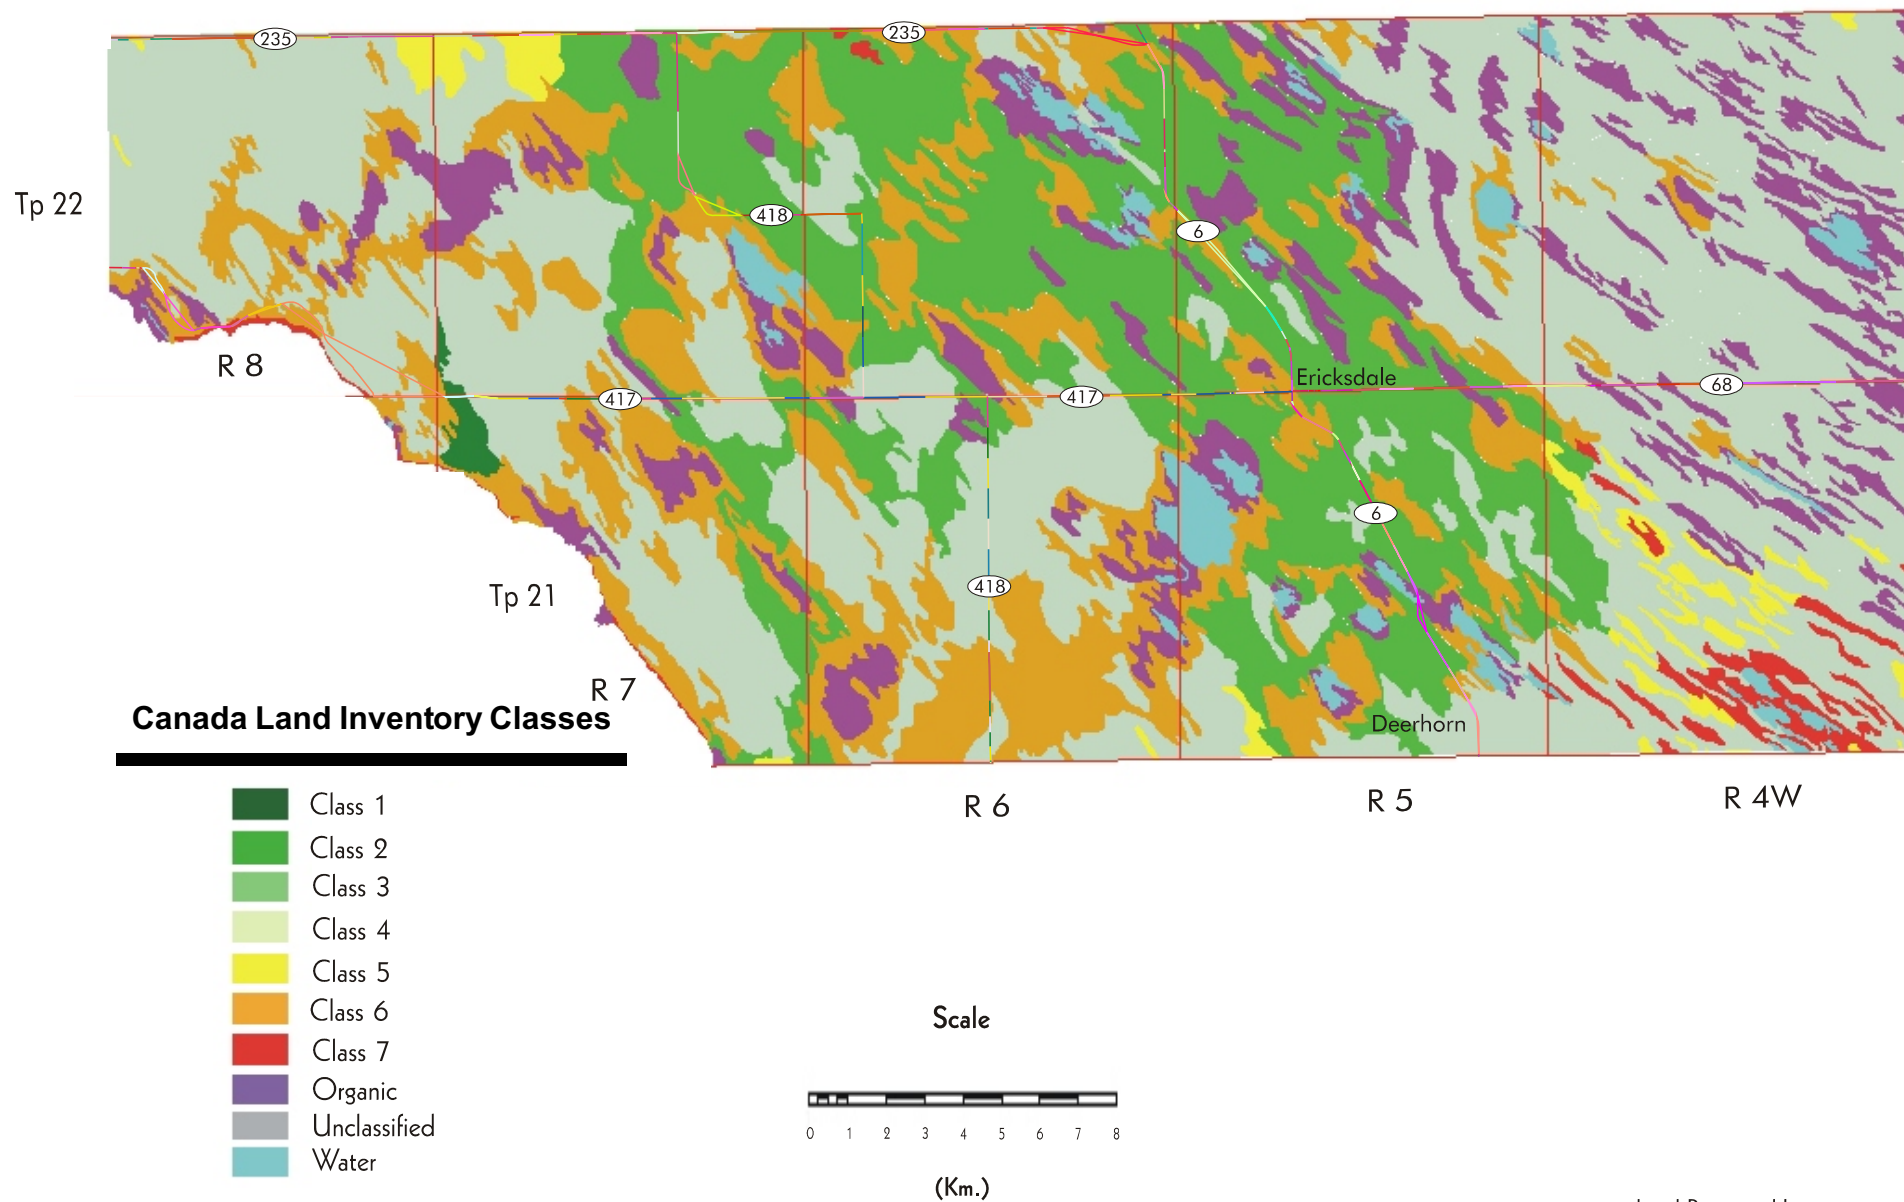 235
235
Tp 22
418
6
R 8
Ericksdale
417
417
68
6
Tp 21
418
R 7
Deerhorn
Canada Land Inventory Classes
R 6
R 5
R 4W
Class 1
Class 2
Class 3
Class 4
Class 5
Class 6
Class 7
Organic
Unclassified
Water
Scale
0 1 2 3 4 5 6 7 8
(Km.)